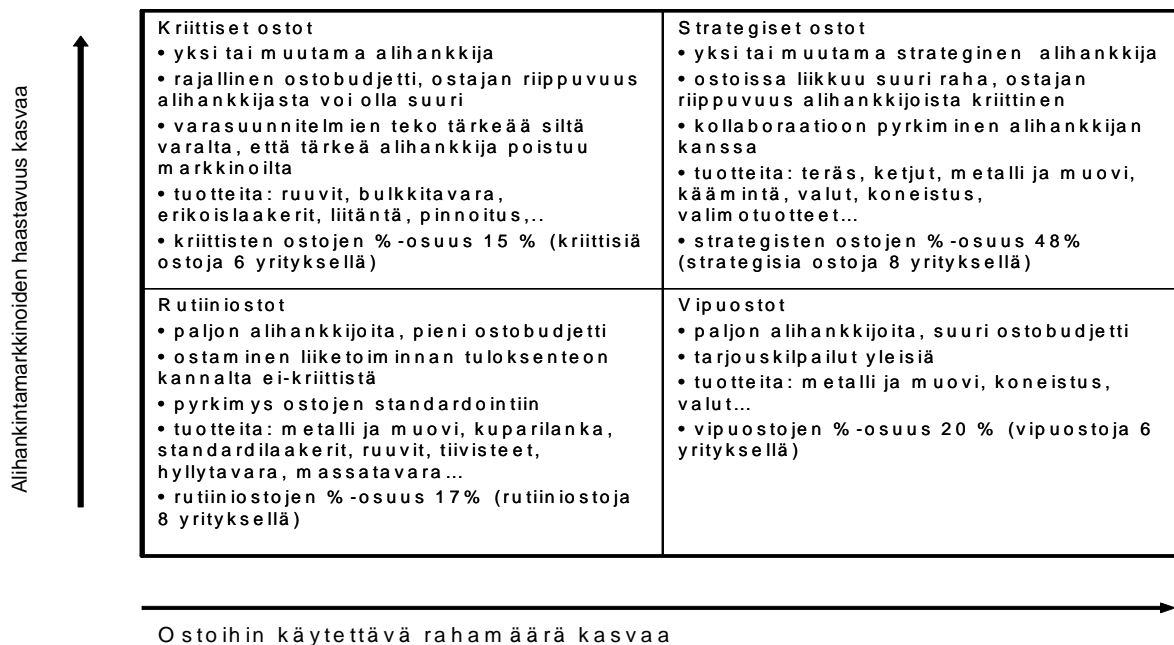 Alihankintamarkkinoiden haastavuus kasvaa
Kriittiset ostot
• yksi tai muutama alihankkija
• rajallinen ostobudjetti, ostajan riippuvuus
alihankkijasta voi olla suuri
• varasuunnitelmien teko tärkeää siltä
varalta, että tärkeä alihankkija poistuu
markkinoilta
• tuotteita: ruuvit, bulkkitavara,
erikoislaakerit, liitäntä, pinnoitus,..
• kriittisten ostojen %-osuus 15 % (kriittisiä
ostoja 6 yrityksellä)
Strategiset ostot
• yksi tai muutama strateginen alihankkija
• ostoissa liikkuu suuri raha, ostajan
riippuvuus alihankkijoista kriittinen
• kollaboraatioon pyrkiminen alihankkijan
kanssa
• tuotteita: teräs, ketjut, metalli ja muovi,
käämintä, valut, koneistus,
valimotuotteet...
• strategisten ostojen %-osuus 48%
(strategisia ostoja 8 yrityksellä)
Rutiiniostot
• paljon alihankkijoita, pieni ostobudjetti
• ostaminen liiketoiminnan tuloksenteon
kannalta ei-kriittistä
• pyrkimys ostojen standardointiin
• tuotteita: metalli ja muovi, kuparilanka,
standardilaakerit, ruuvit, tiivisteet,
hyllytavara, massatavara...
• rutiiniostojen %-osuus 17% (rutiiniostoja
8 yrityksellä)
Vipuostot
• paljon alihankkijoita, suuri ostobudjetti
• tarjouskilpailut yleisiä
• tuotteita: metalli ja muovi, koneistus,
valut...
• vipuostojen %-osuus 20 % (vipuostoja 6
yrityksellä)
Ostoihin käytettävä rahamäärä kasvaa